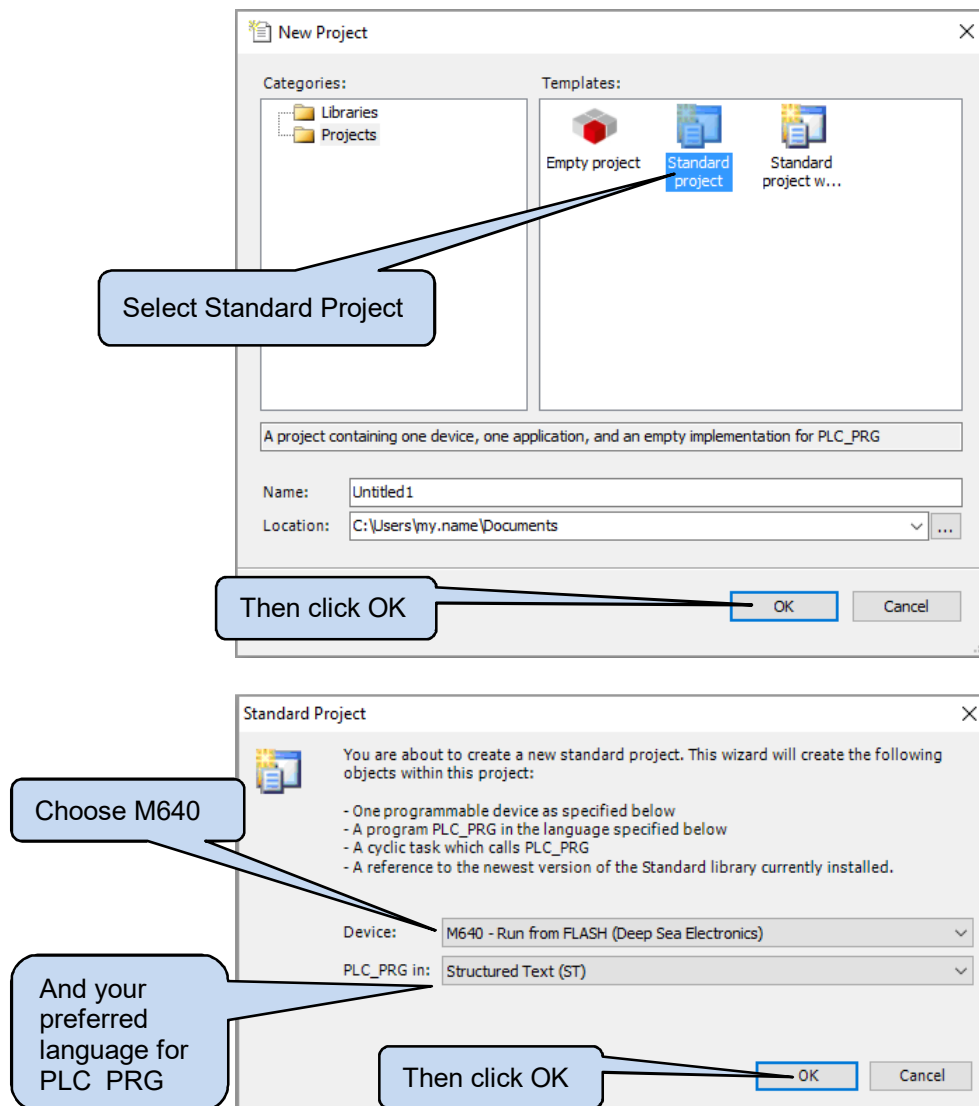 New Project
Categories:
Templates:
Libraries
Projects
Empty project
Standard
project
Standard
project w...
Select Standard Project
A project containing one device, one application, and an empty implementation for PLC_PRG
Name:
Untitled1
Location:
C:\Users\my.name\Documents
...
Then click OK
OK
Cancel
Standard Project
You are about to create a new standard project. This wizard will create the following
objects within this project:
- One programmable device as specified below
- A program PLC_PRG in the language specified below
- A cyclic task which calls PLC_PRG
- A reference to the newest version of the Standard library currently installed.
Choose M640
Device:
M640 - Run from FLASH (Deep Sea Electronics)
PLC_PRG in:
Structured Text (ST)
And your
preferred
language for
PLC PRG
Then click OK
OK
Cancel